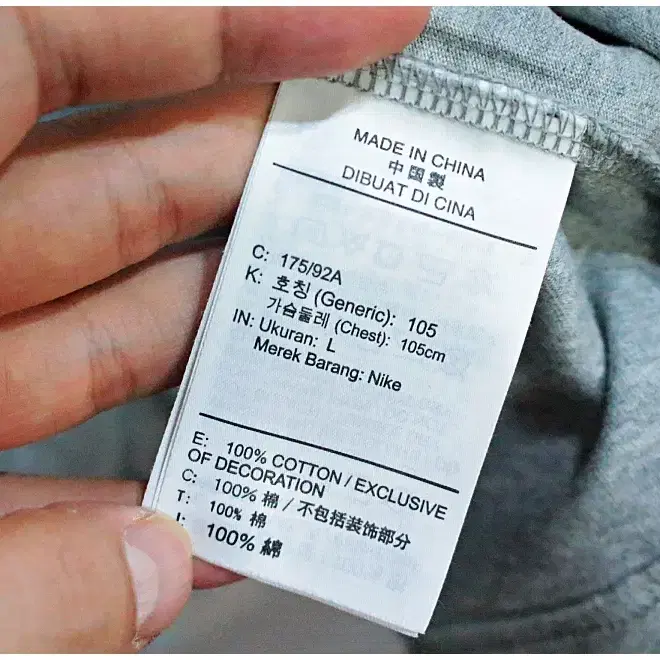 MADE IN CHINA
中国製
DIBUAT DI CINA
C: 175/92A
K: 호칭 (Generic): 105
가슴둘레 (Chest): 105cm
IN: Ukuran: L
Merek Barang: Nike
E: 100% COTTON / EXCLUSIVE
OF DECORATION
C: 100% 棉 / 不包括装饰部分
T: 100% 棉
I: 100% 綿